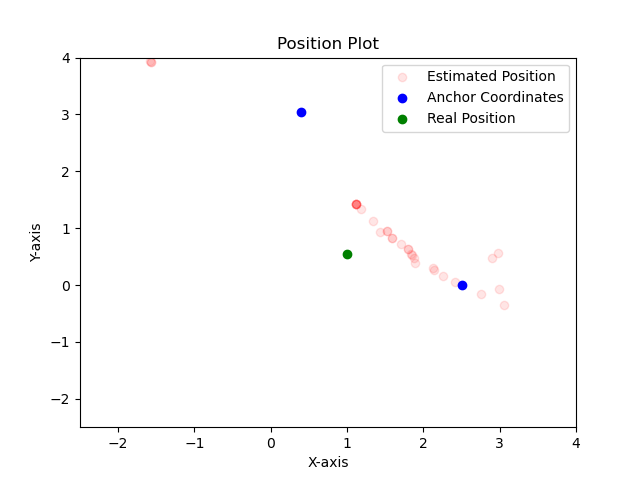 Position Plot
Estimated Position
Anchor Coordinates
Real Position
Y-axis
4
3
2
1
0
−1
−2
−2
−1
0
1
2
3
4
X-axis